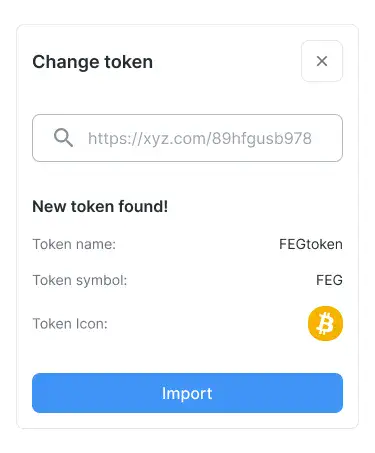 Change token
https://xyz.com/89hfgusb978
New token found!
Token name: FEGtoken
Token symbol: FEG
Token Icon:
Import